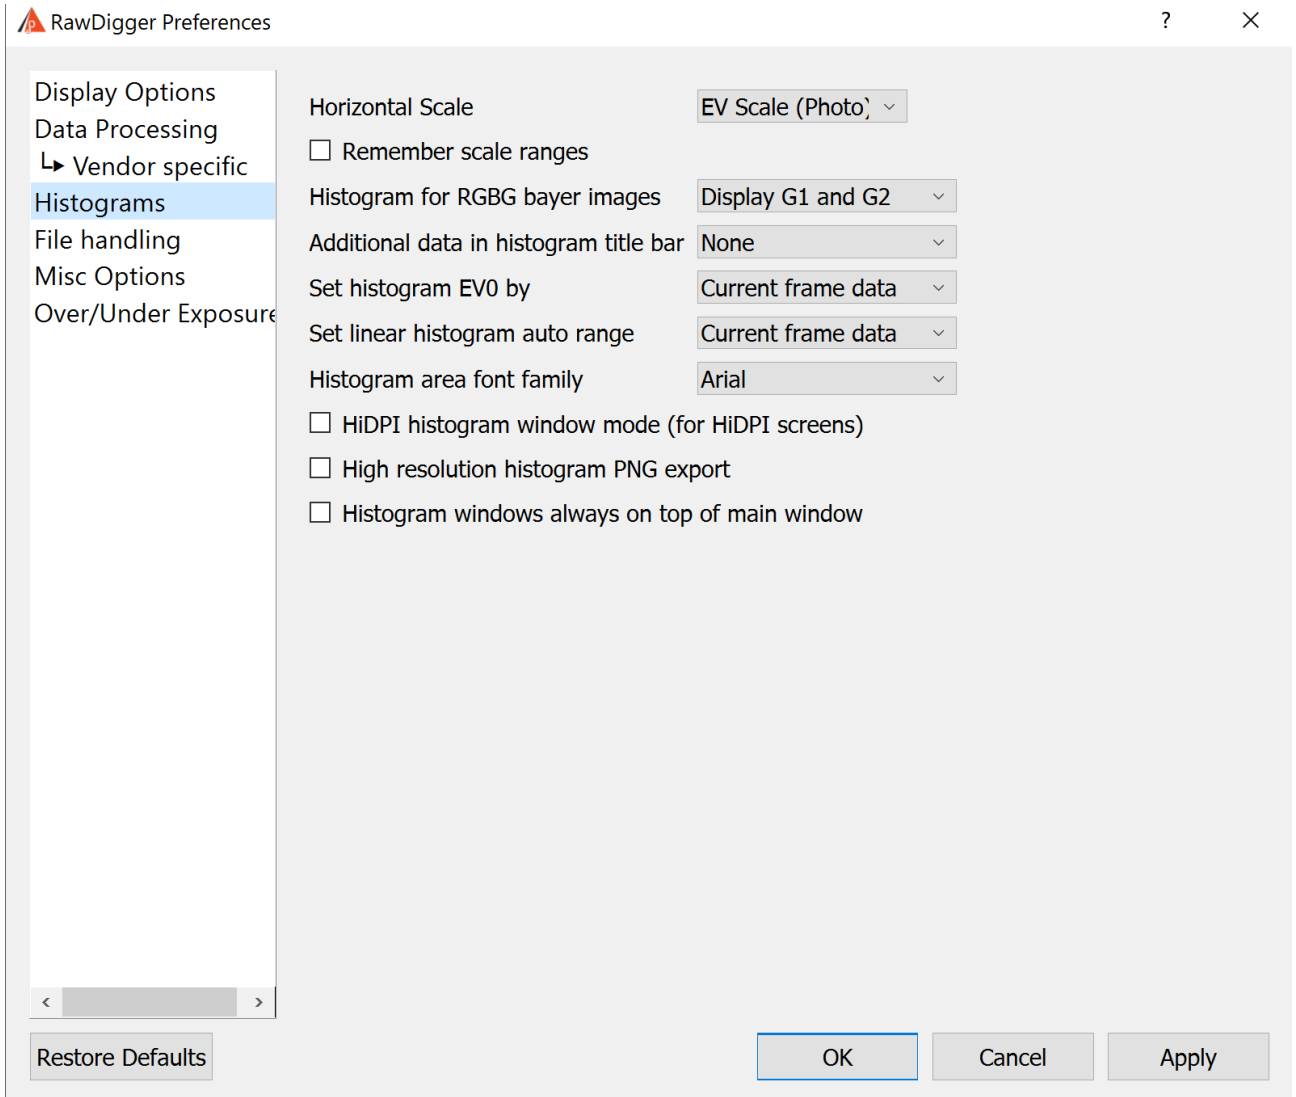 RawDigger Preferences
?
Display Options
Data Processing
Vendor specific
Histograms
File handling
Misc Options
Over/Under Exposure
Horizontal Scale EV Scale (Photo)
Remember scale ranges
Histogram for RGBG bayer images Display G1 and G2
Additional data in histogram title bar None
Set histogram EV0 by Current frame data
Set linear histogram auto range Current frame data
Histogram area font family Arial
HiDPI histogram window mode (for HiDPI screens)
High resolution histogram PNG export
Histogram windows always on top of main window
Restore Defaults OK Cancel Apply